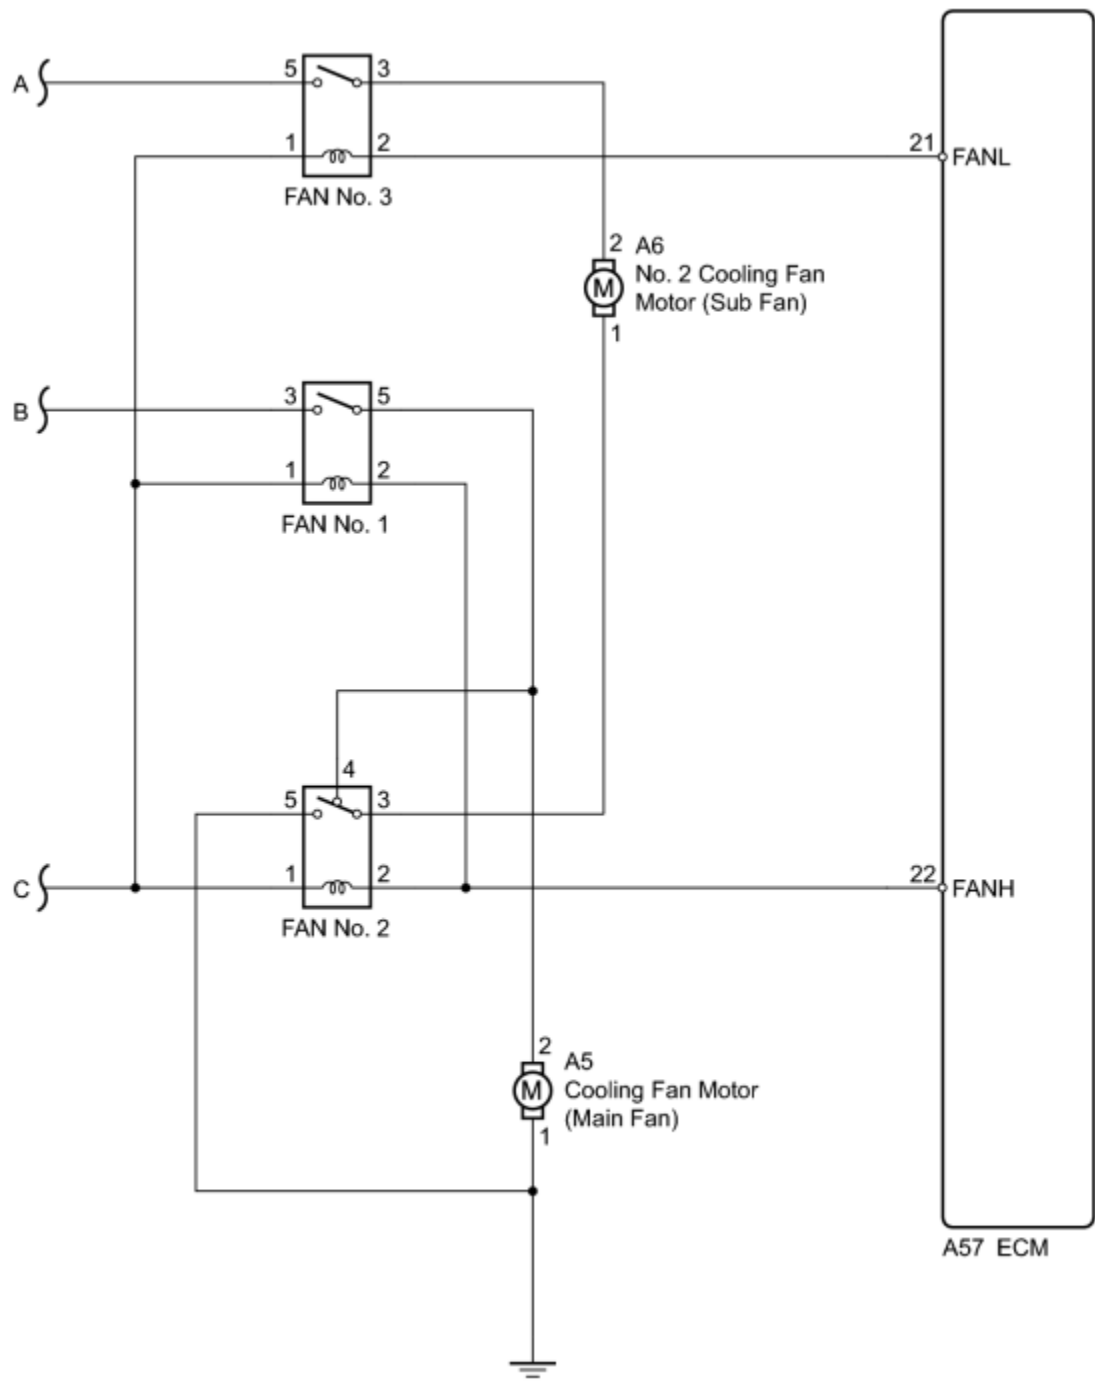 A
5
3
1
2
FAN No. 3
21
FANL
2
A6
No. 2 Cooling Fan
Motor (Sub Fan)
M
1
B
3
5
1
2
FAN No. 1
4
5
3
C
1
2
FAN No. 2
22
FANH
2
A5
M
Cooling Fan Motor
(Main Fan)
1
A57 ECM